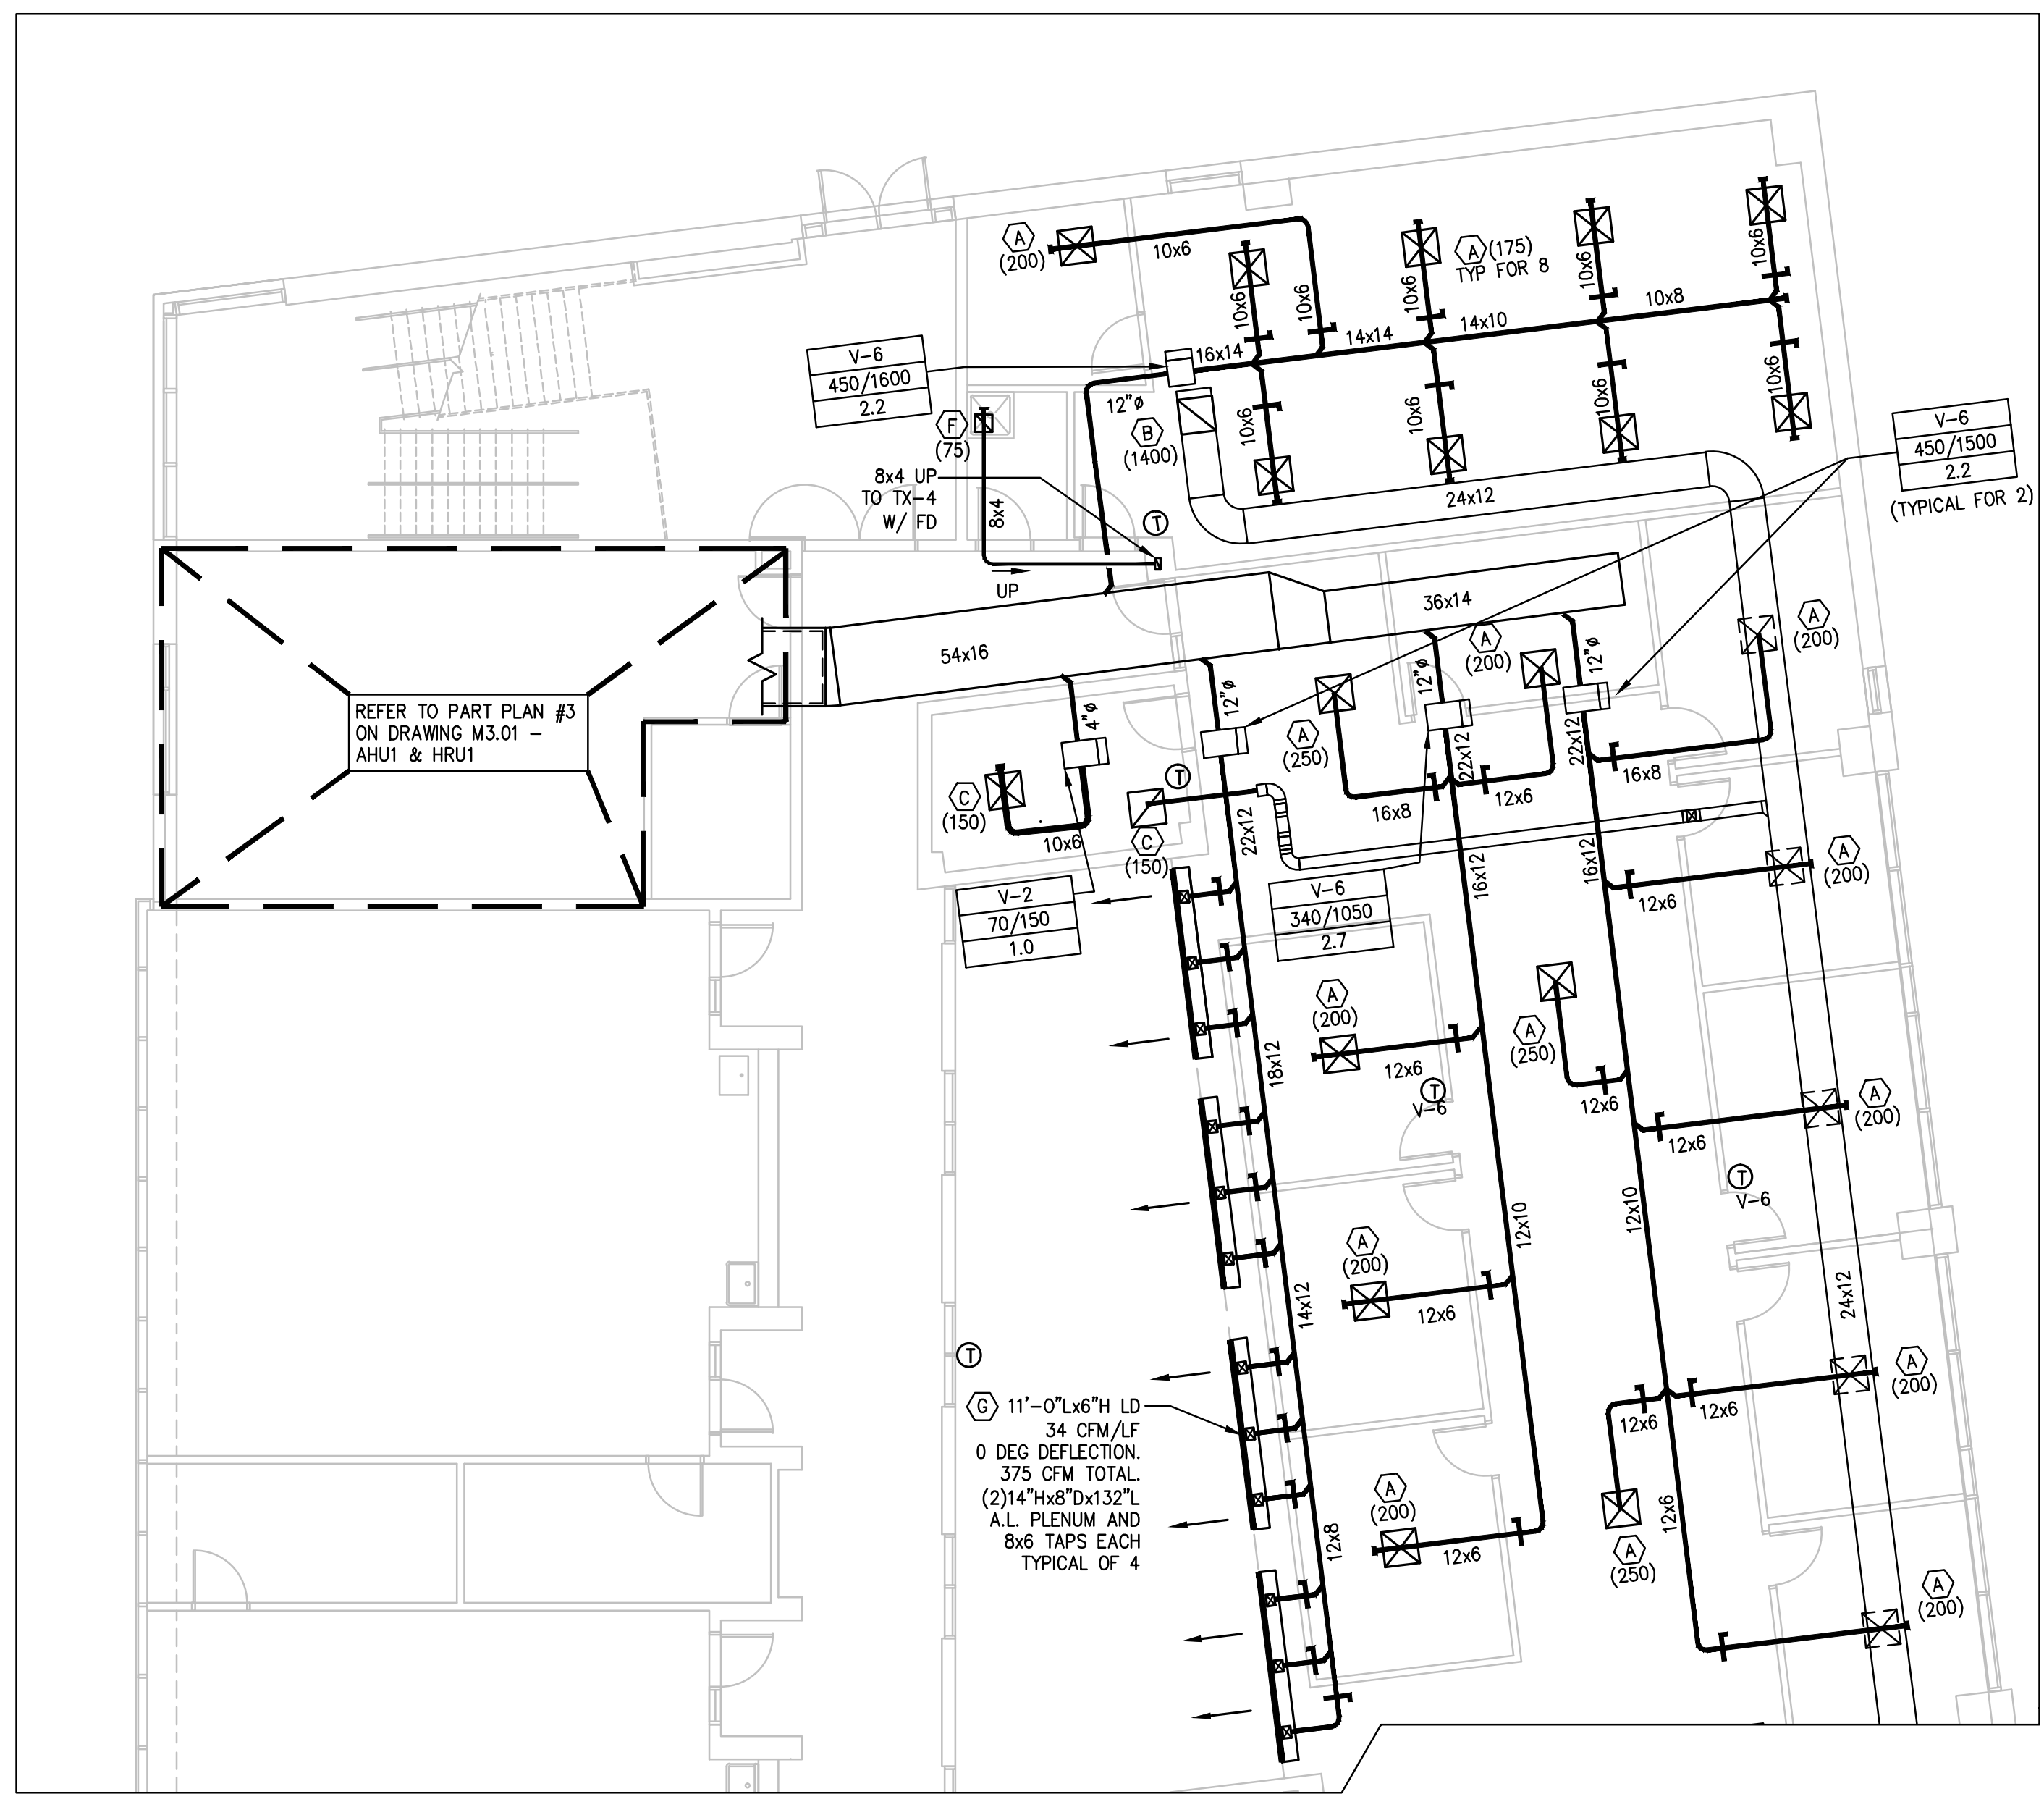 A
(200)
10x6
10x6
10x6
A
(175)
TYP FOR 8
10x6
10x6
10x6
10x8
14x10
14x14
16x14
V-6
450/1600
2.2
12"ø
B
(1400)
10x6
10x6
10x6
10x6
F
(75)
8x4 UP
TO TX-4
W/ FD
8x4
T
24x12
V-6
450/1500
2.2
(TYPICAL FOR 2)
UP
54x16
36x14
A
(200)
12"ø
12"ø
12"ø
4"ø
A
(200)
REFER TO PART PLAN #3
ON DRAWING M3.01 –
AHU1 & HRU1
A
(250)
22x12
22x12
16x8
12x6
16x8
T
C
(150)
10x6
C
(150)
22x12
16x12
16x12
A
(200)
12x6
V-2
70/150
1.0
V-6
340/1050
2.7
A
(200)
12x6
T
V-6
A
(250)
12x6
A
(200)
12x6
18x12
T
V-6
12x10
12x10
A
(200)
12x6
14x12
24x12
T
G
11'-0"Lx6"H LD
34 CFM/LF
0 DEG DEFLECTION.
375 CFM TOTAL.
(2)14"Hx8"Dx132"L
A.L. PLENUM AND
8x6 TAPS EACH
TYPICAL OF 4
A
(200)
12x6
12x6
A
(200)
12x6
12x8
12x6
A
(250)
A
(200)